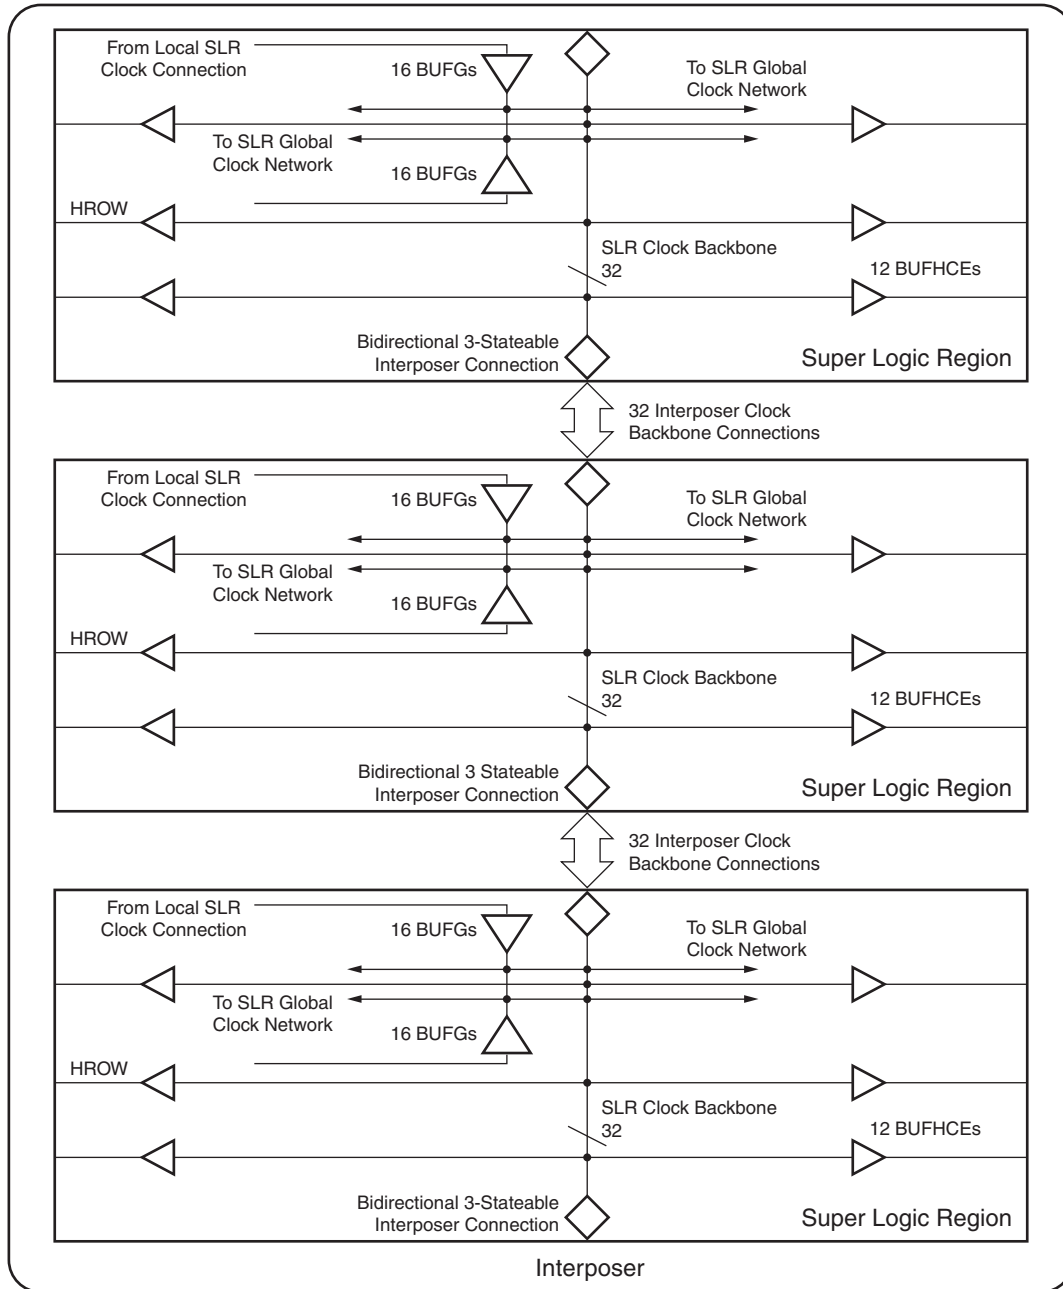 From Local SLR
Clock Connection
16 BUFGs
To SLR Global
Clock Network
To SLR Global
Clock Network
16 BUFGs
HROW
SLR Clock Backbone
32
12 BUFHCEs
Bidirectional 3-Stateable
Interposer Connection
Super Logic Region
32 Interposer Clock
Backbone Connections
From Local SLR
Clock Connection
16 BUFGs
To SLR Global
Clock Network
To SLR Global
Clock Network
16 BUFGs
HROW
SLR Clock Backbone
32
12 BUFHCEs
Bidirectional 3 Stateable
Interposer Connection
Super Logic Region
32 Interposer Clock
Backbone Connections
From Local SLR
Clock Connection
16 BUFGs
To SLR Global
Clock Network
To SLR Global
Clock Network
16 BUFGs
HROW
SLR Clock Backbone
32
12 BUFHCEs
Bidirectional 3-Stateable
Interposer Connection
Super Logic Region
Interposer